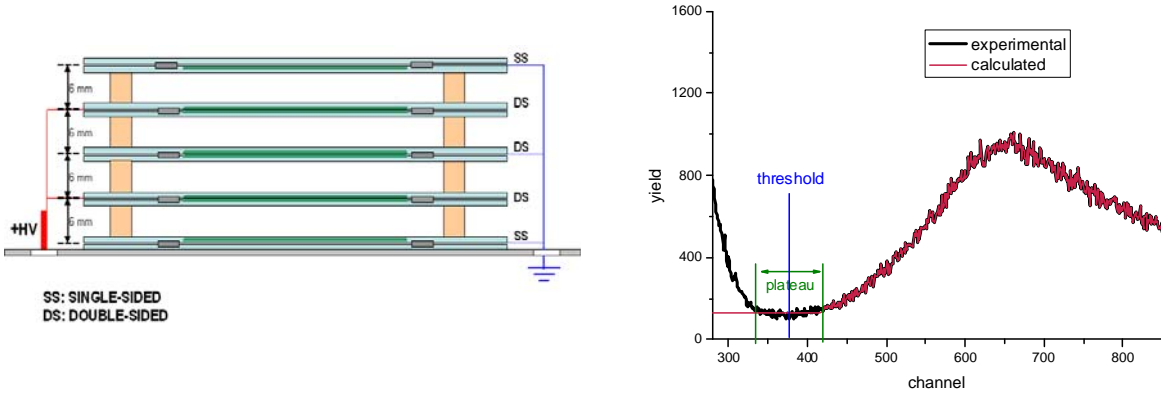 SS
6 mm
DS
6 mm
DS
6 mm
DS
6 mm
SS
+HV
SS: SINGLE-SIDED
DS: DOUBLE-SIDED
1600
experimental
calculated
1200
800
threshold
yield
400
plateau
0
300
400
500
600
700
800
channel